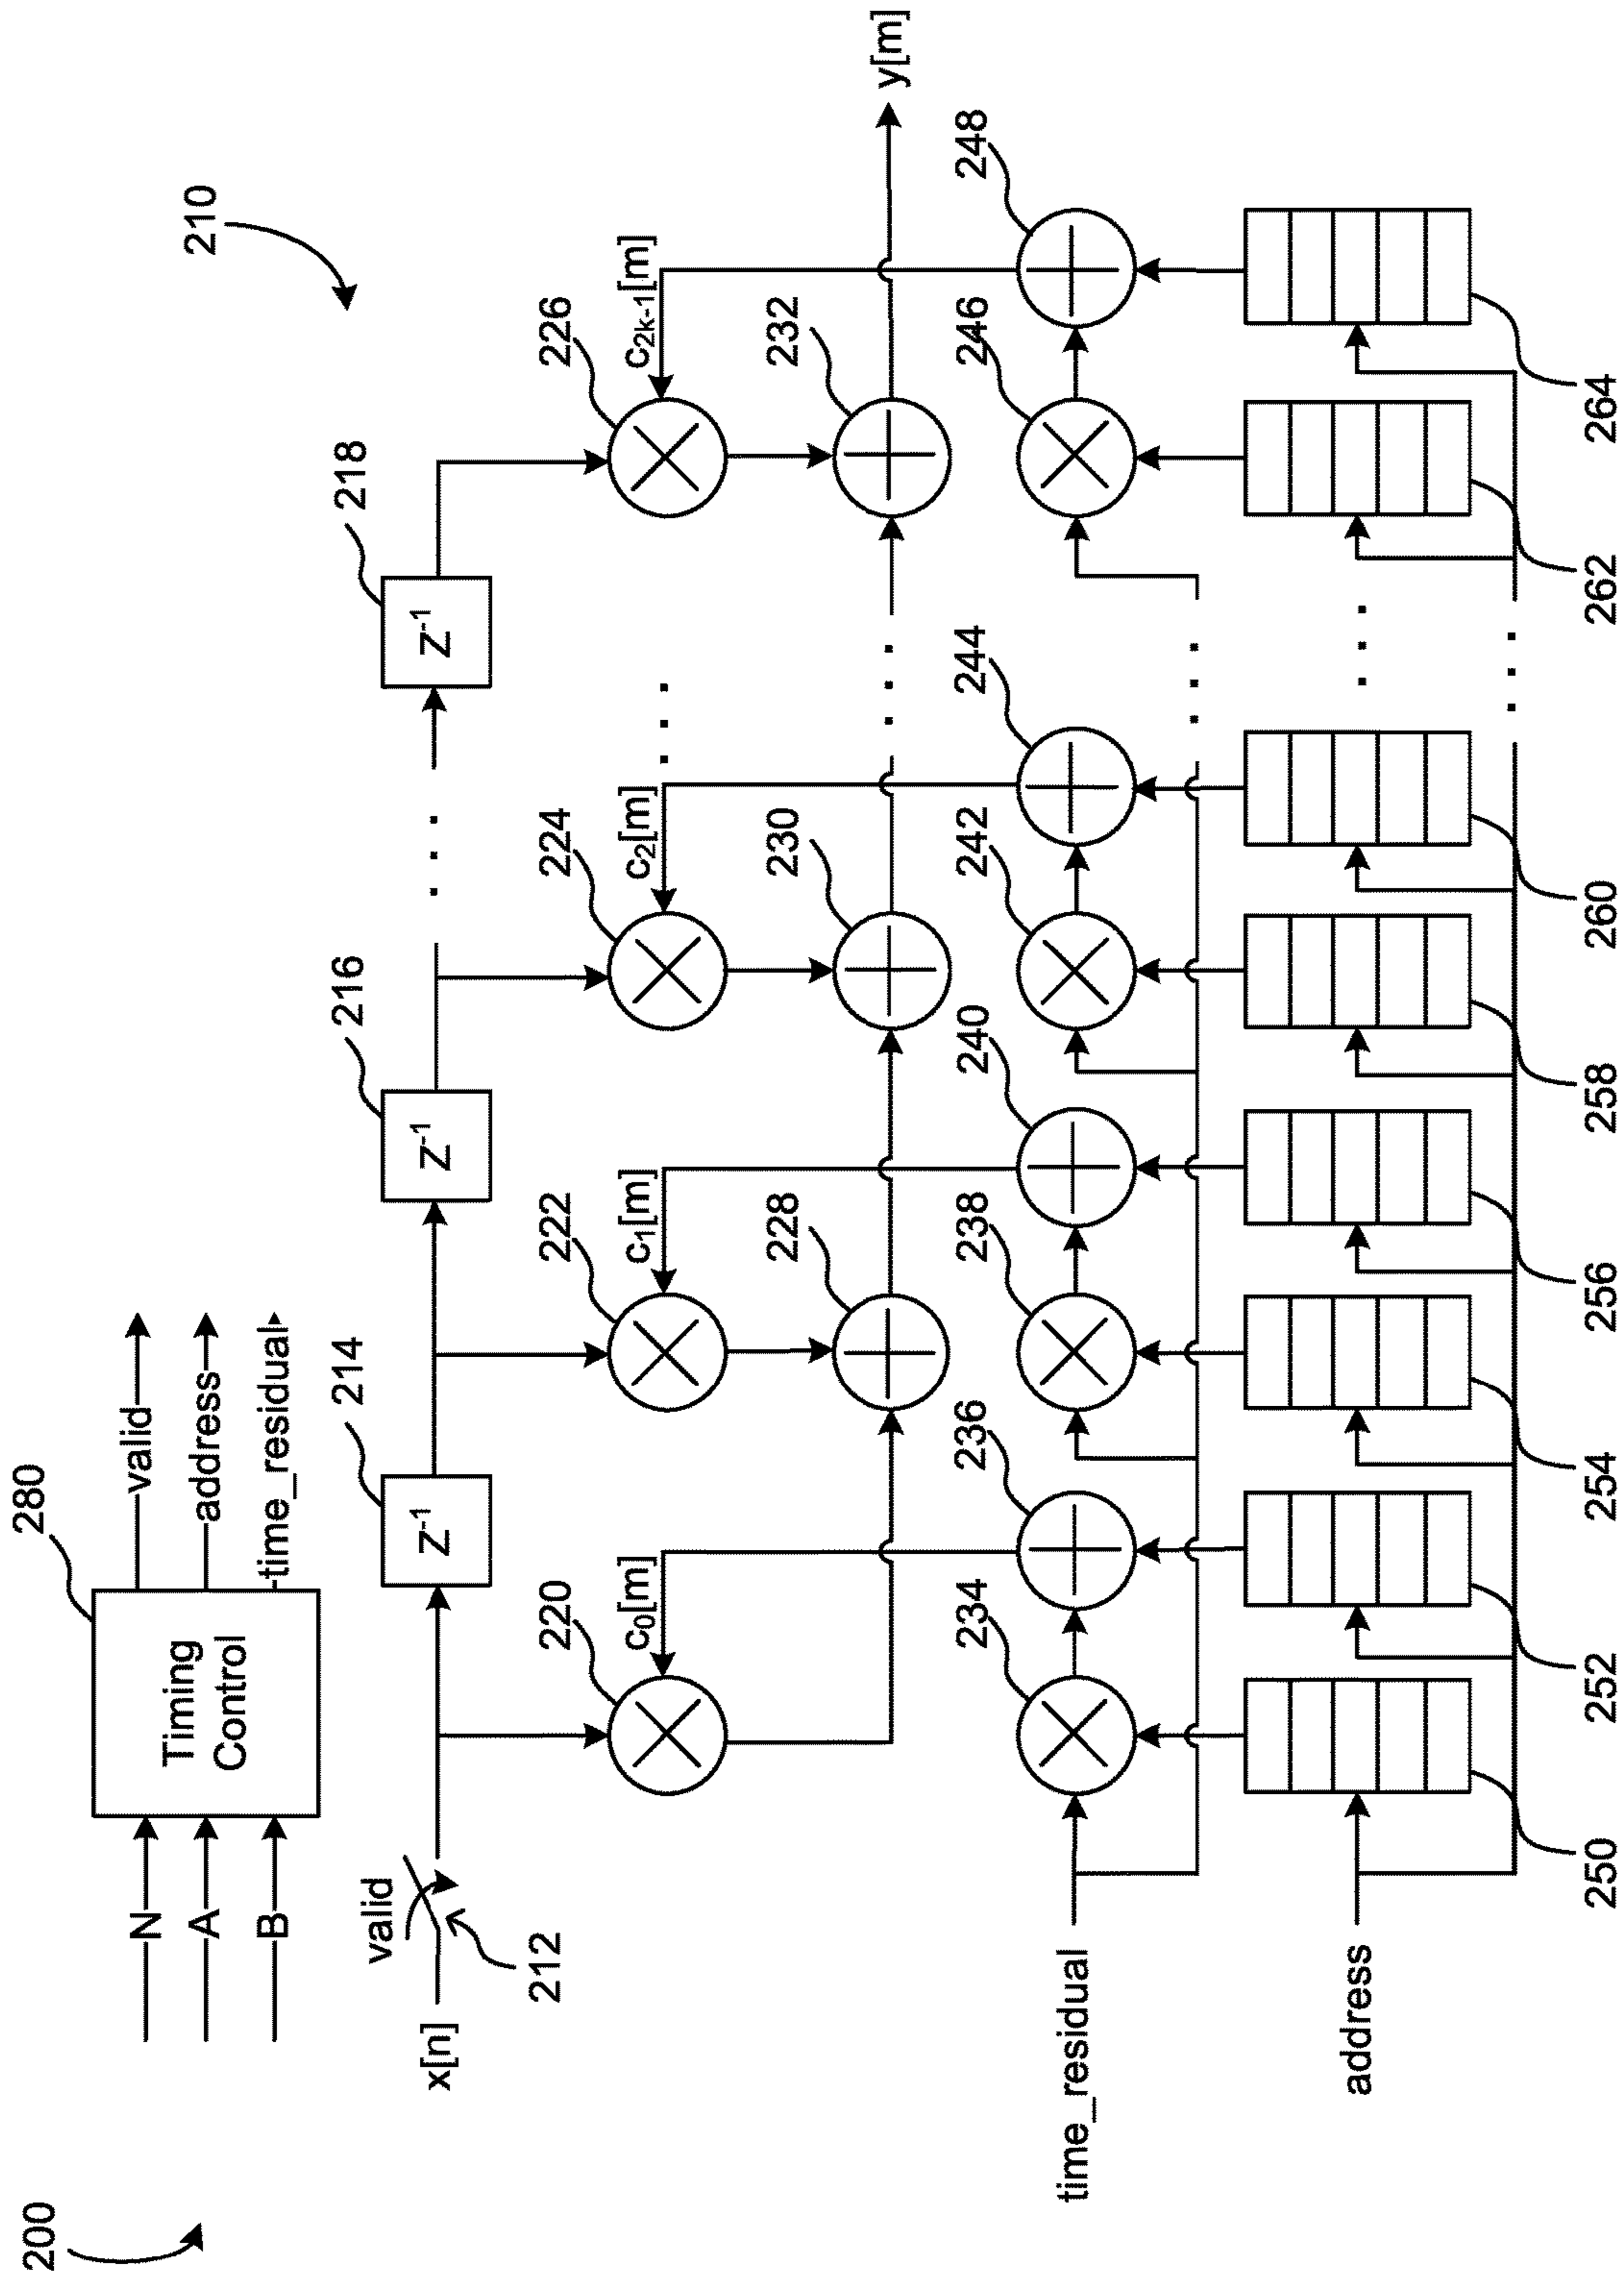 200
280
N
A
B
Timing
Control
valid
address
time_residual
210
x[n]
valid
212
214
Z⁻¹
216
Z⁻¹
. . .
218
Z⁻¹
220
c₀[m]
222
c₁[m]
224
c₂[m]
. . .
226
c₂ₖ₋₁[m]
228
230
. . .
232
y[m]
time_residual
234
236
238
240
242
244
. . .
246
248
address
. . .
. . .
250
252
254
256
258
260
262
264